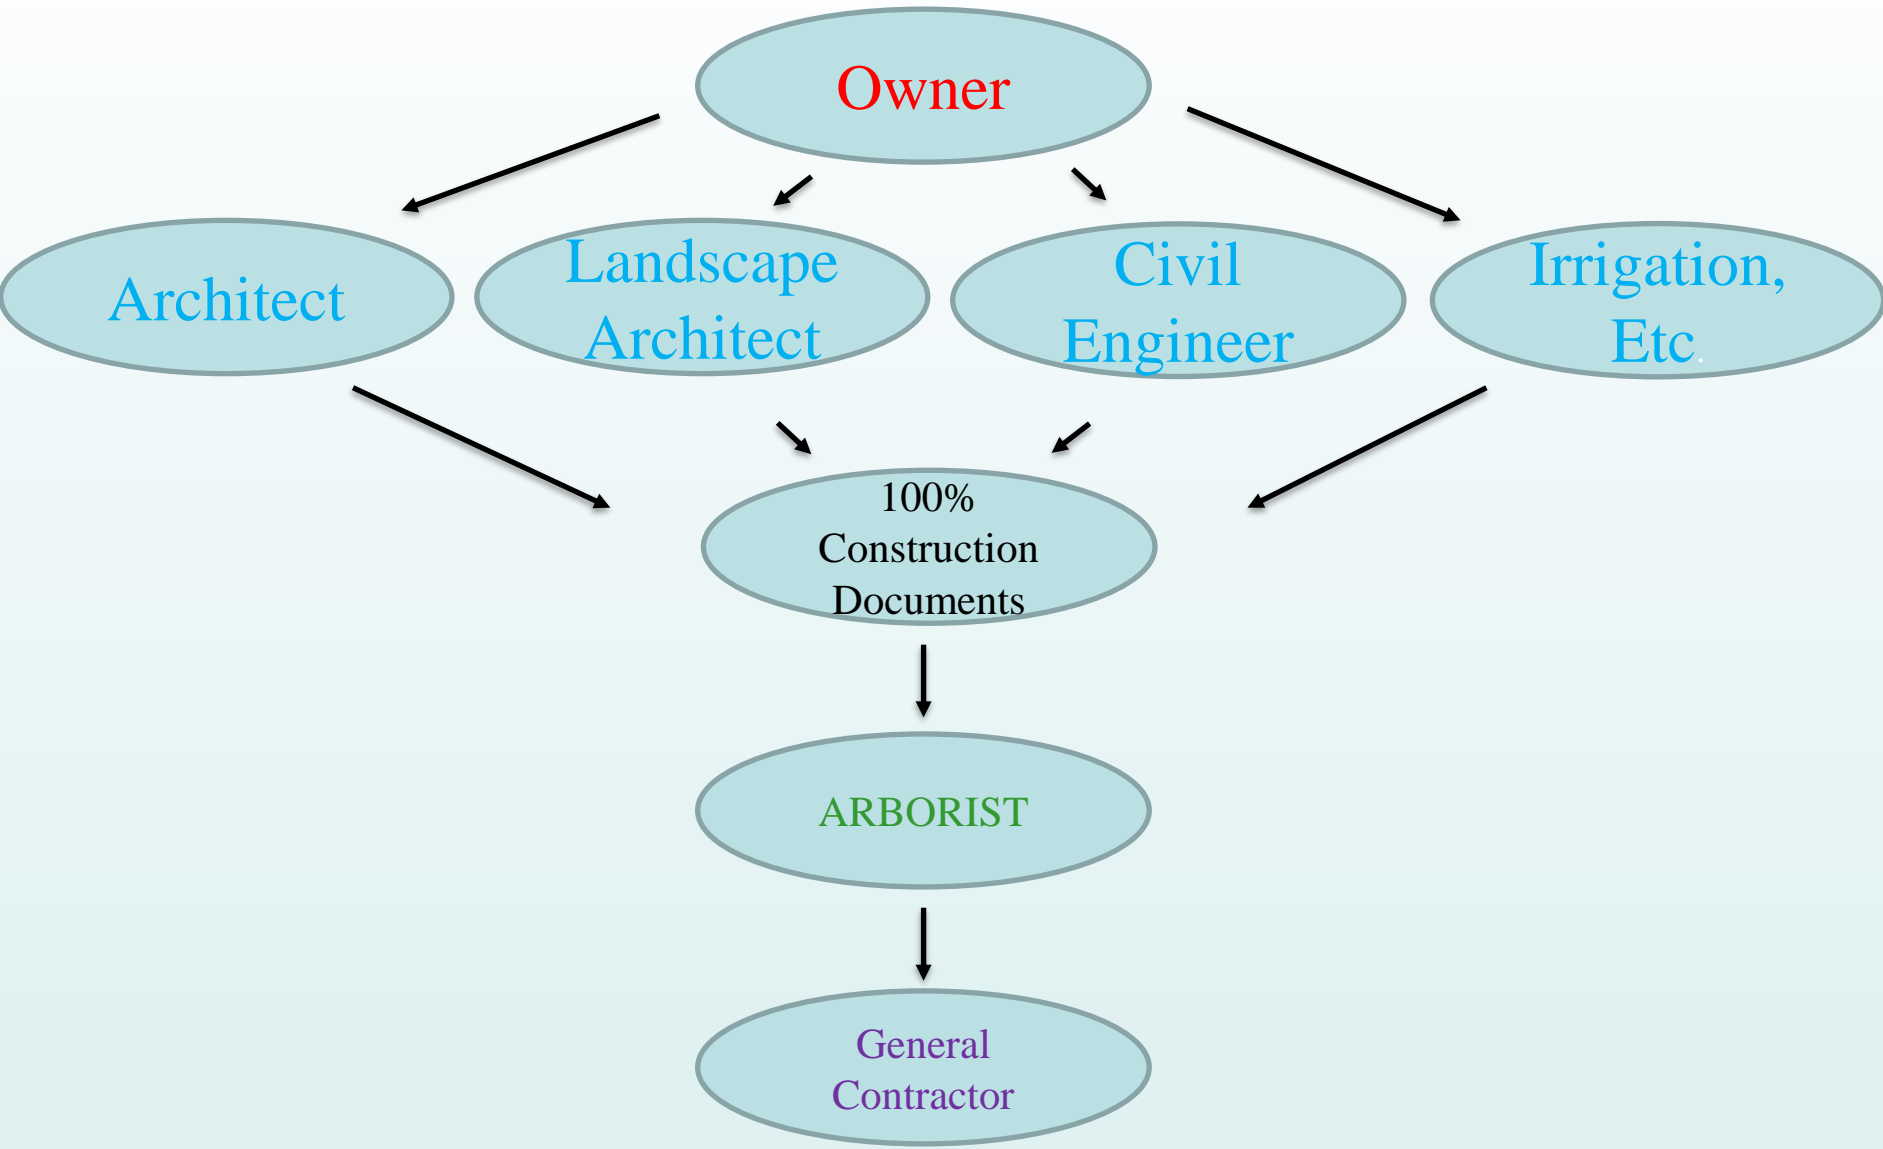 Owner
Architect
Landscape
Architect
Civil
Engineer
Irrigation,
Etc.
100%
Construction
Documents
ARBORIST
General
Contractor